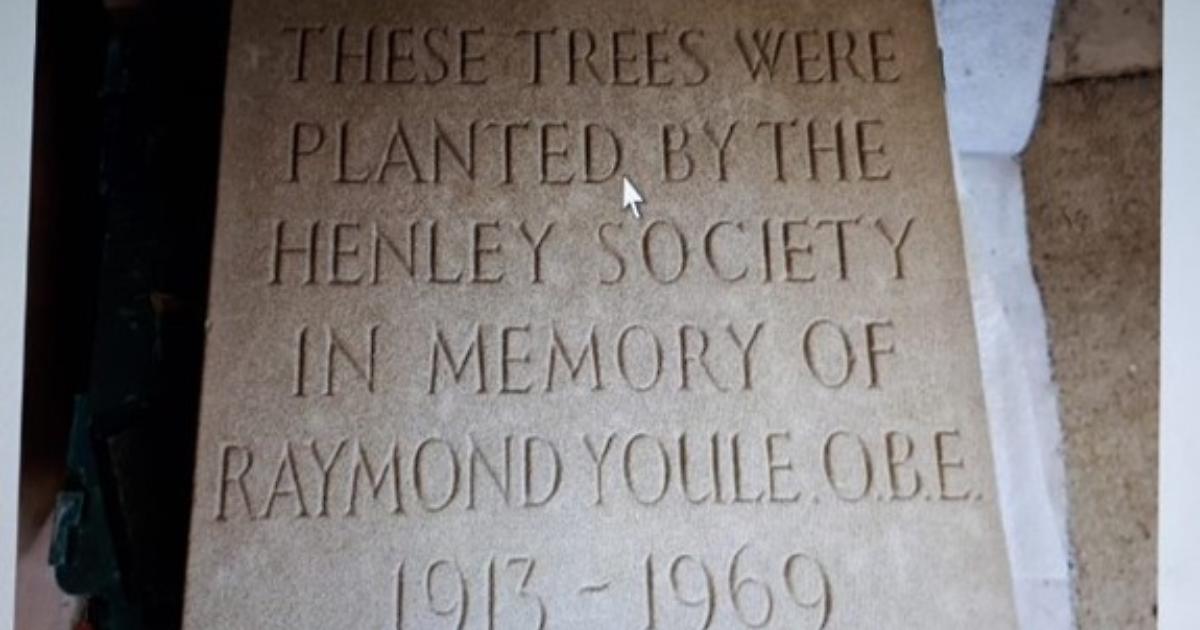 THESE TREES WERE
PLANTED BY THE
HENLEY SOCIETY
IN MEMORY OF
RAYMOND YOULE.O.B.E.
1913 - 1969